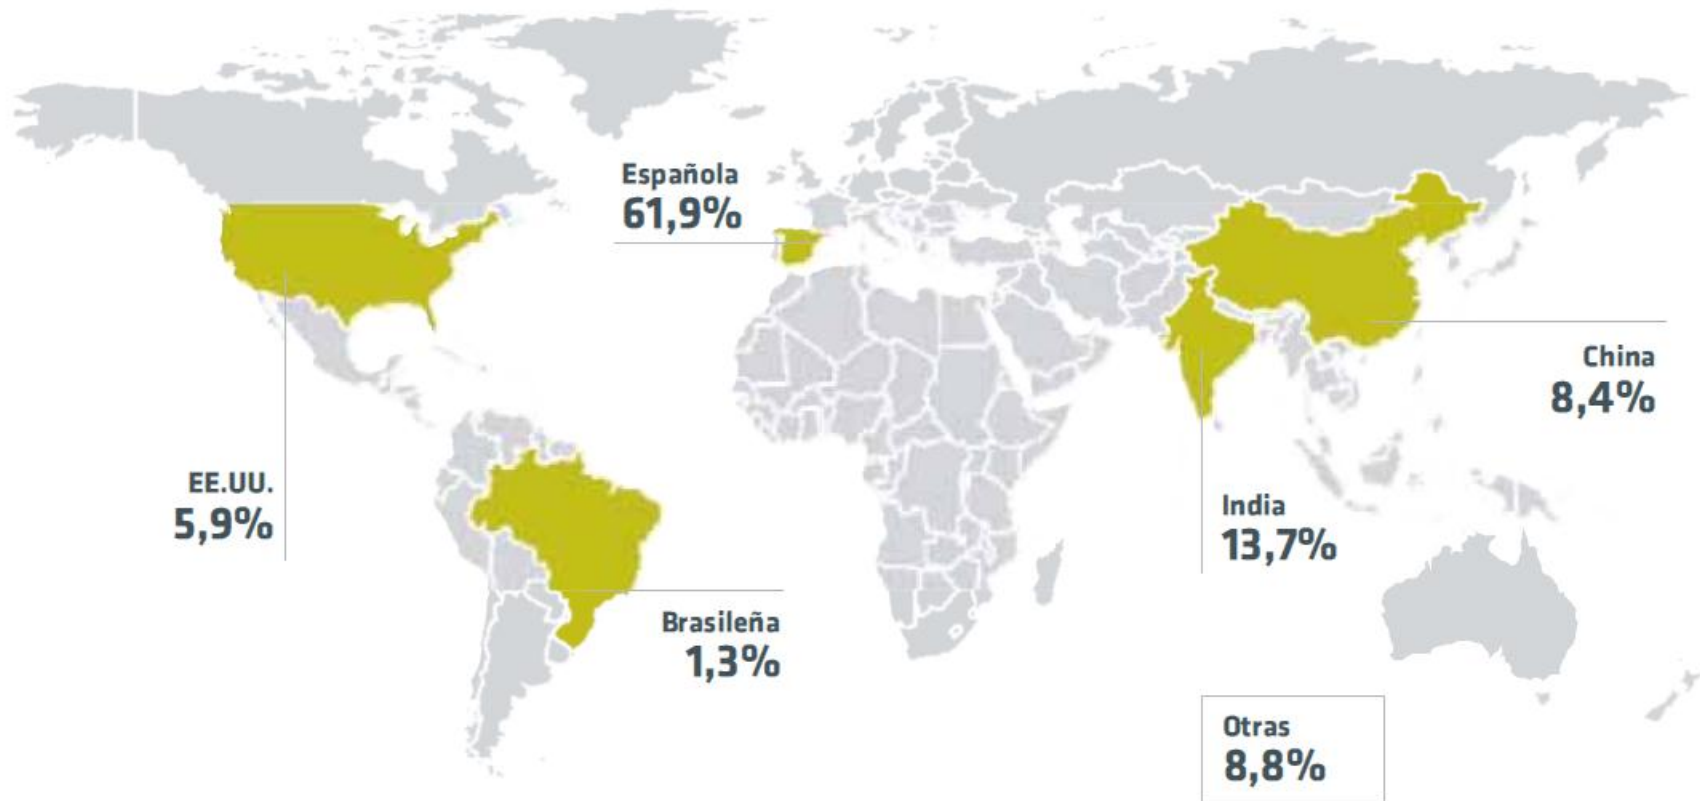 Española
61,9%
China
8,4%
EE.UU.
5,9%
India
13,7%
Brasileña
1,3%
Otras
8,8%